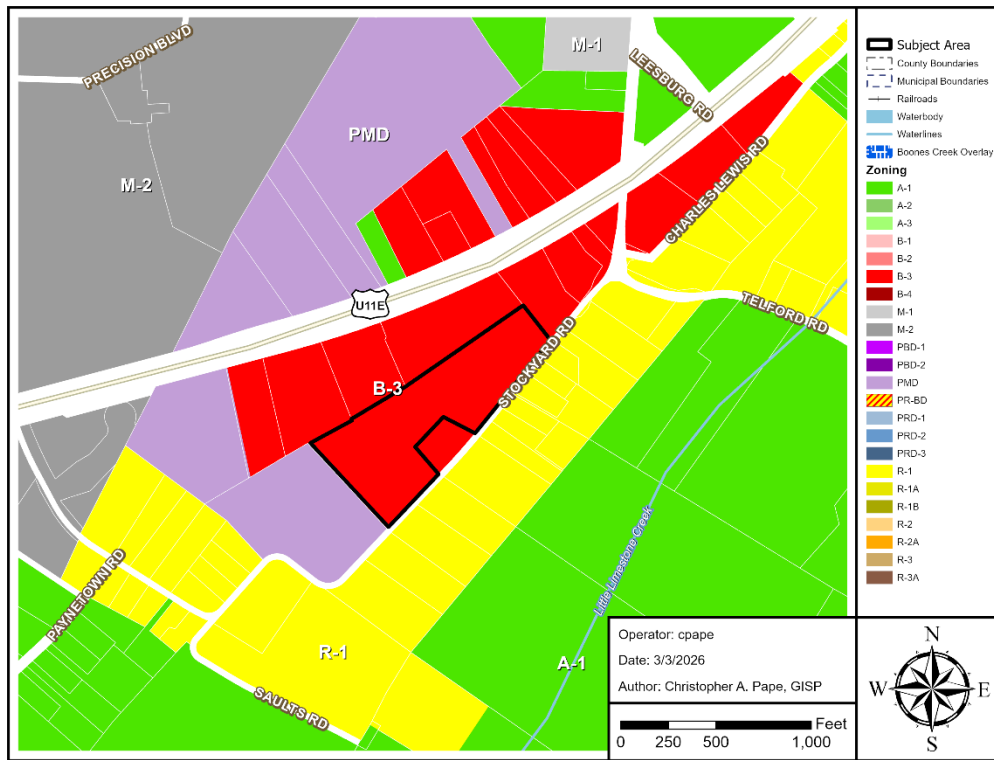 PRECISION BLVD
M-1
LEESBURG RD
PMD
M-2
CHARLES LEWIS RD
U11E
TELFORD RD
STOCKYARD RD
B-3
Little Limestone Creek
PAYNETOWN RD
R-1
A-1
SAULTS RD
Subject Area
County Boundaries
Municipal Boundaries
Railroads
Waterbody
Waterlines
Boones Creek Overlay
Zoning
A-1
A-2
A-3
B-1
B-2
B-3
B-4
M-1
M-2
PBD-1
PBD-2
PMD
PR-BD
PRD-1
PRD-2
PRD-3
R-1
R-1A
R-1B
R-2
R-2A
R-3
R-3A
Operator: cpape
Date: 3/3/2026
Author: Christopher A. Pape, GISP
Feet
0 250 500 1,000
N
W E
S